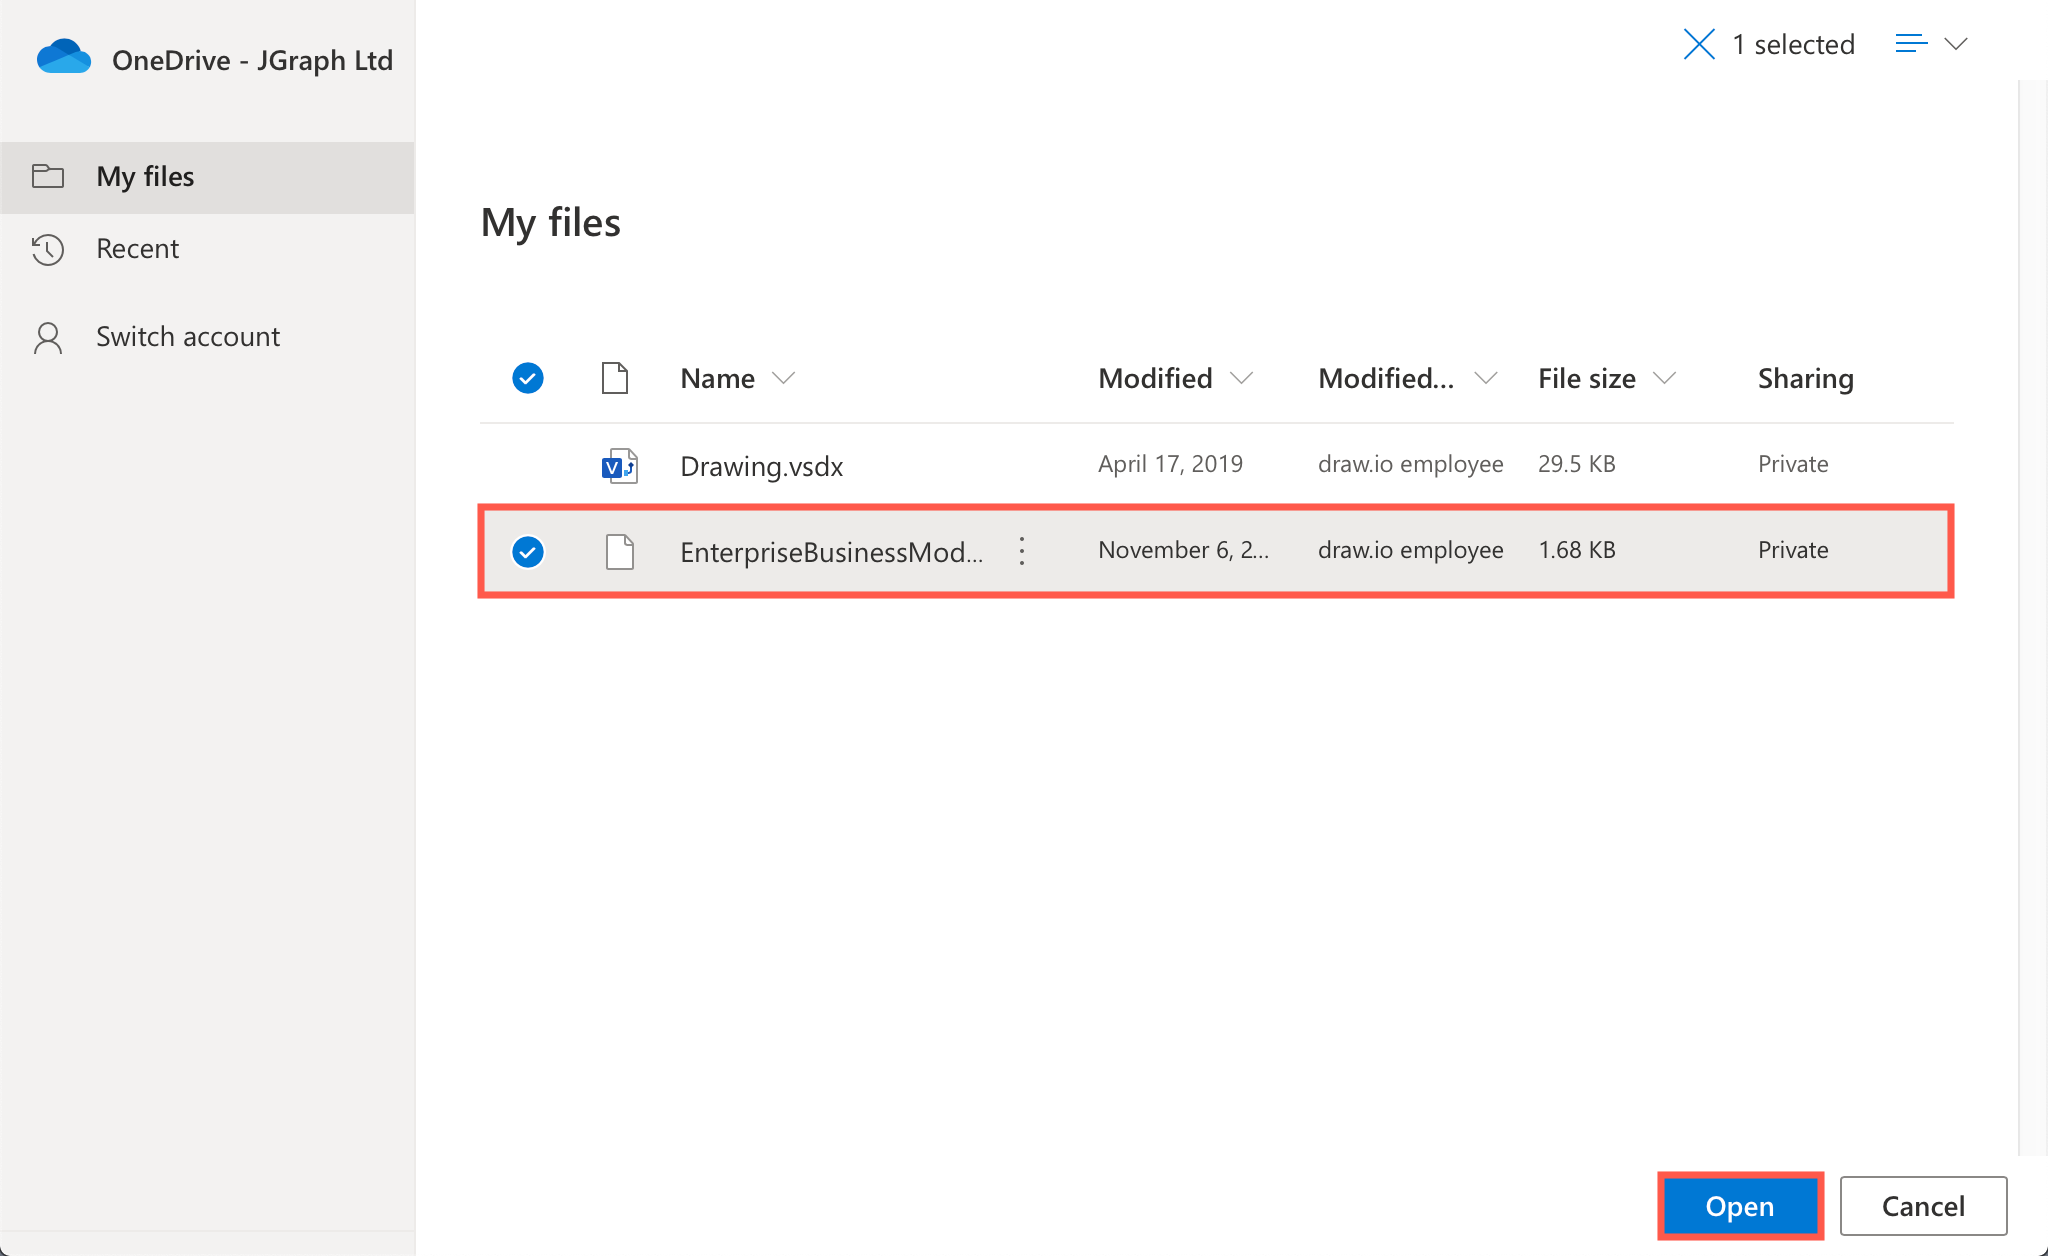 OneDrive - JGraph Ltd
1 selected
My files
Recent
Switch account
My files
Name Modified Modified... File size Sharing
Drawing.vsdx April 17, 2019 draw.io employee 29.5 KB Private
EnterpriseBusinessMod... November 6, 2... draw.io employee 1.68 KB Private
Open Cancel